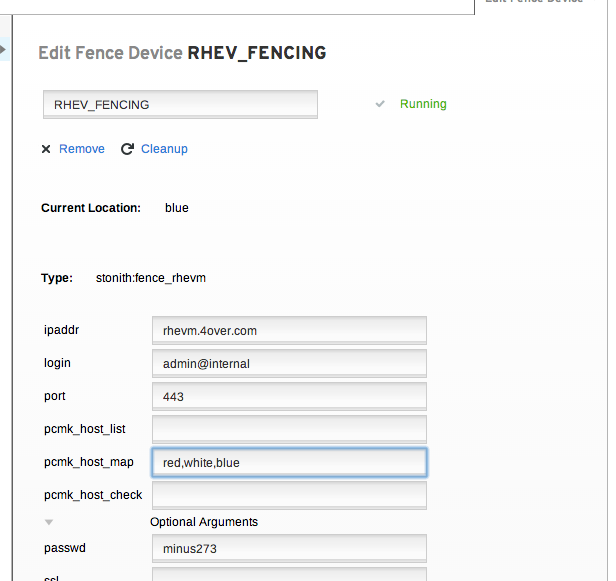 Edit Fence Device
Edit Fence Device RHEV_FENCING
RHEV_FENCING
Running
Remove Cleanup
Current Location: blue
Type: stonith:fence_rhevm
ipaddr rhevm.4over.com
login admin@internal
port 443
pcmk_host_list
pcmk_host_map red,white,blue
pcmk_host_check
Optional Arguments
passwd minus273
ssl